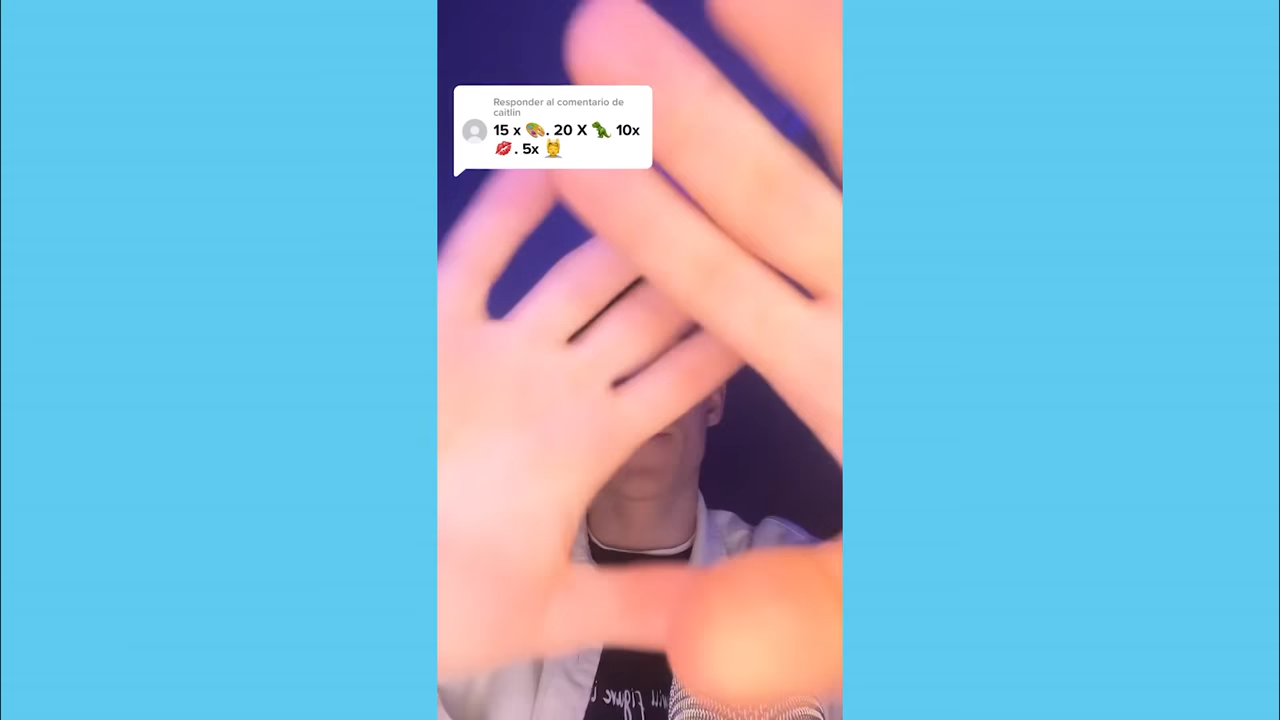 Responder al comentario de
caitlin
15 x 🎨. 20 X 🦖 10x
💋. 5x 💆